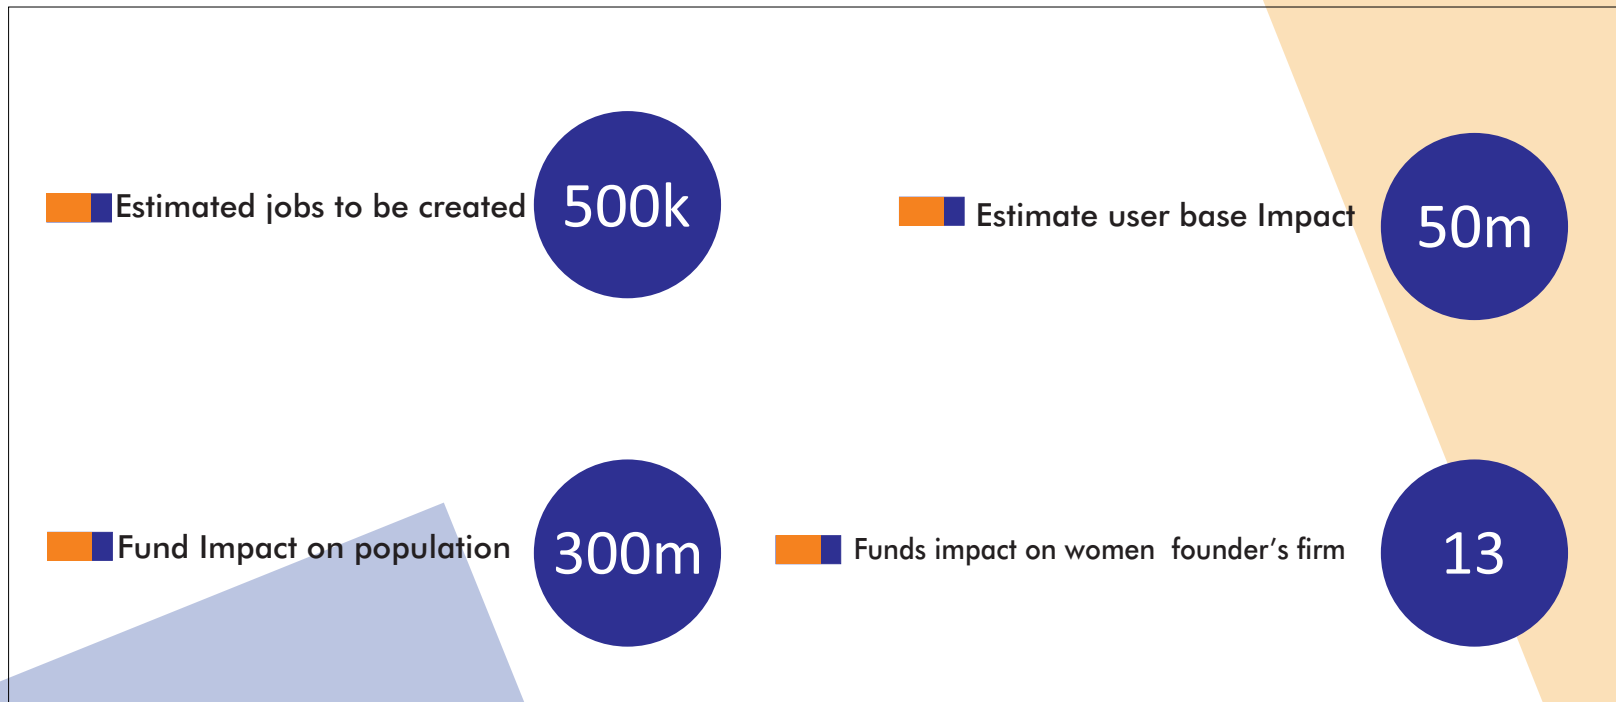 Estimated jobs to be created
500k
Estimate user base Impact
50m
Fund Impact on population
300m
Funds impact on women  founder’s firm
13